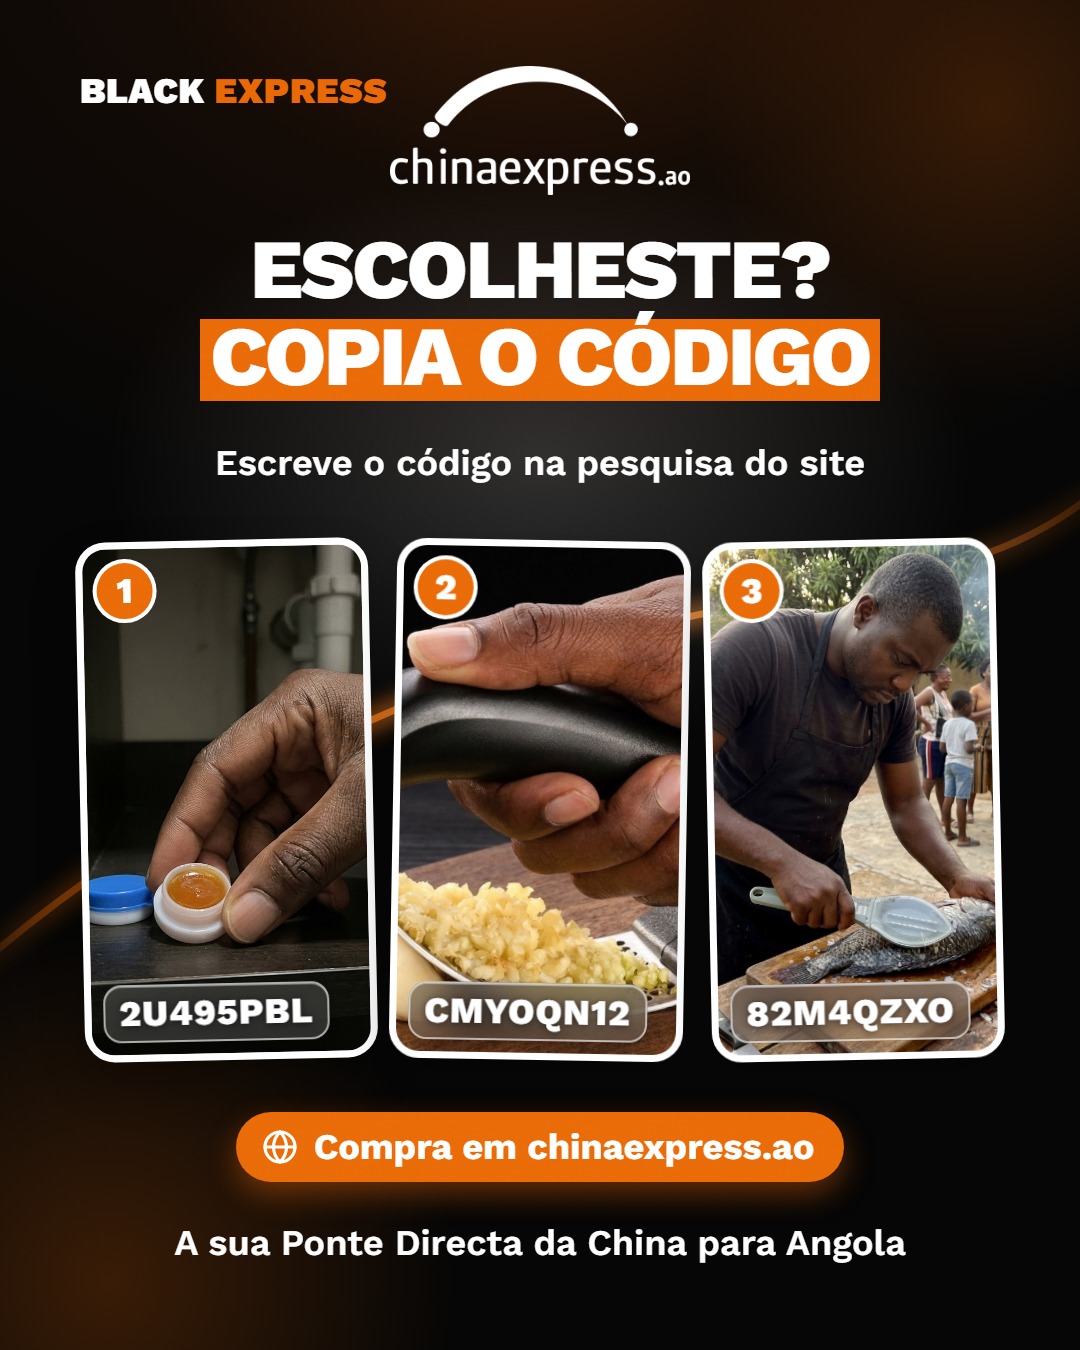 BLACK EXPRESS
chinaexpress.ao
ESCOLHESTE?
COPIA O CÓDIGO
Escreve o código na pesquisa do site
1
2
3
2U495PBL
CMYOQN12
82M4QZXO
Compra em chinaexpress.ao
A sua Ponte Directa da China para Angola